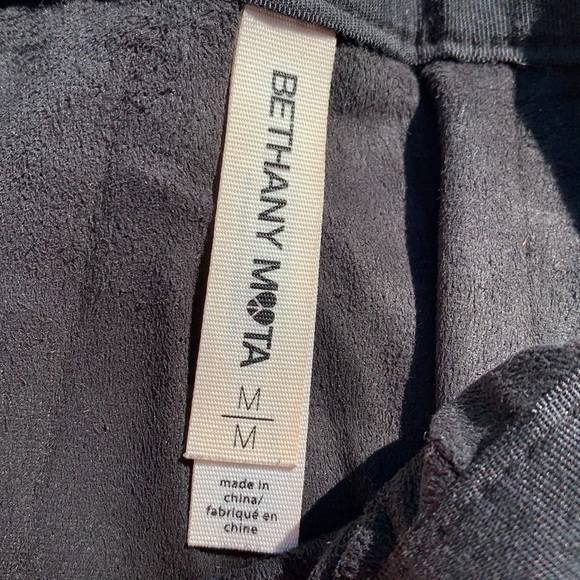 BETHANY MOTA
M
M
made in
china/
fabriqué en
chine